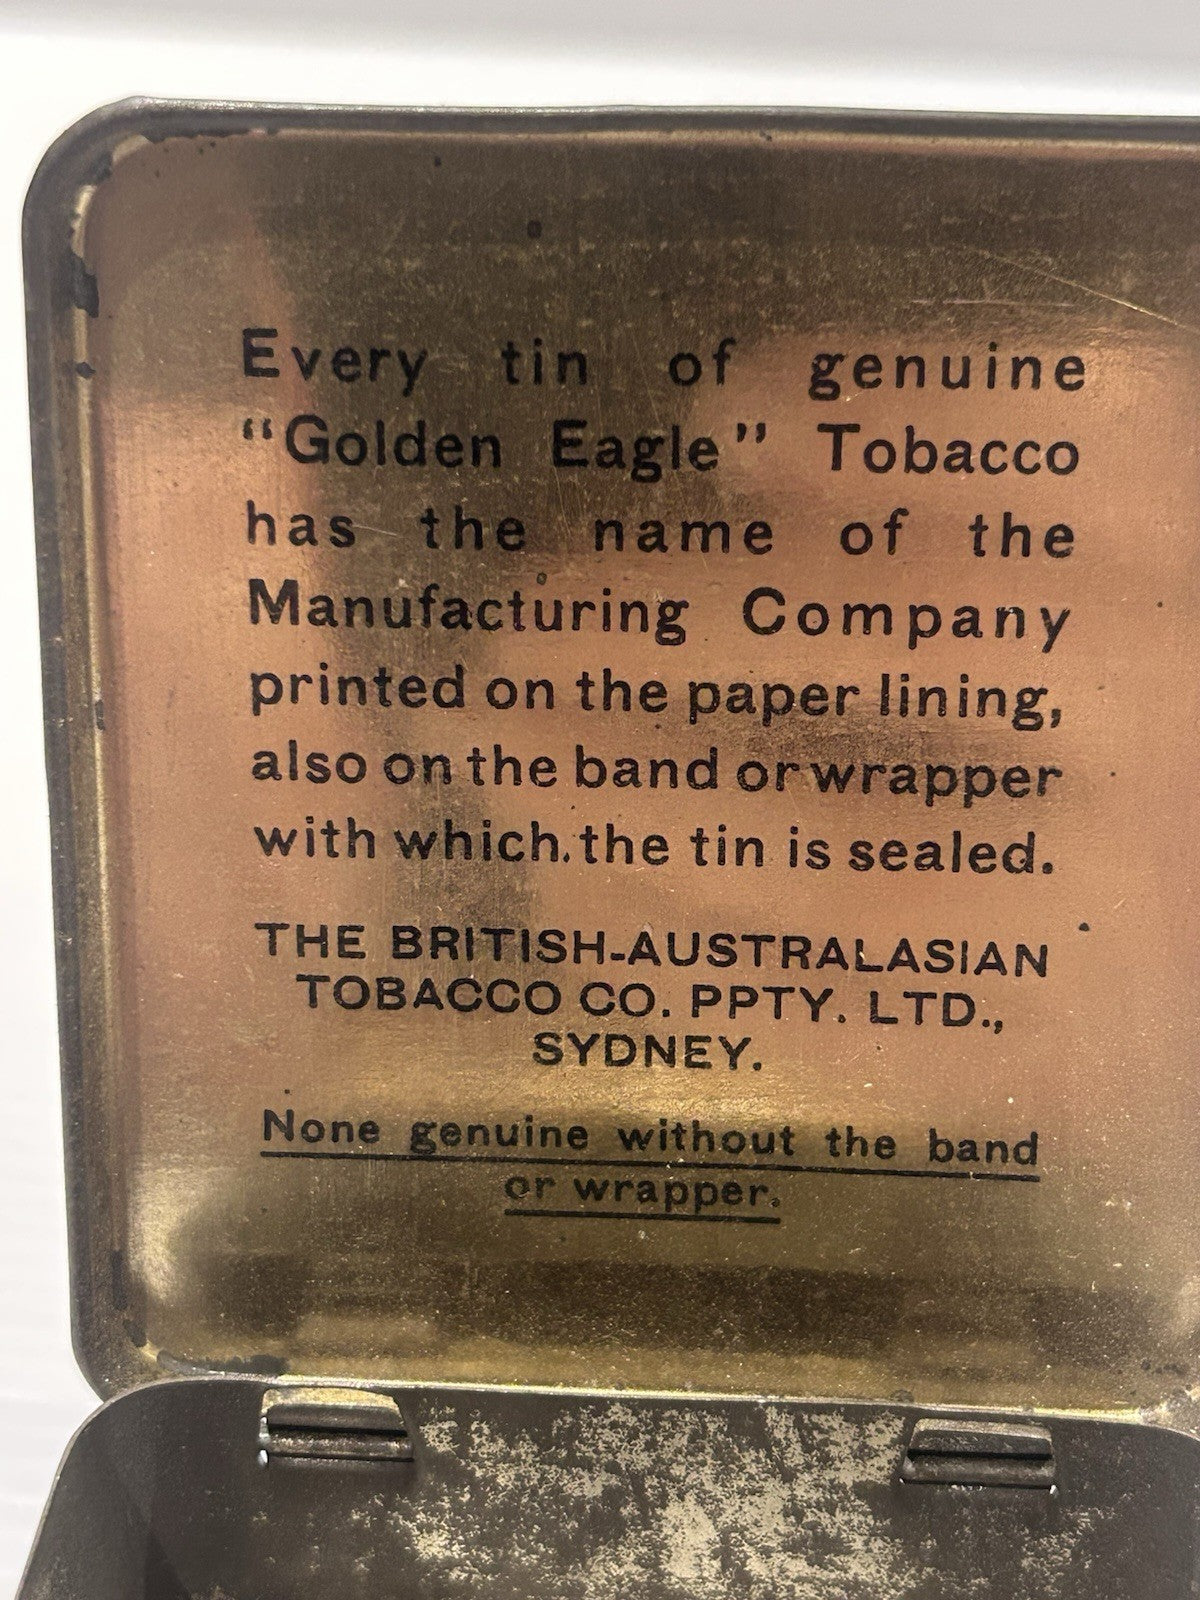 Every tin of genuine
“Golden Eagle” Tobacco
has the name of the
Manufacturing Company
printed on the paper lining,
also on the band or wrapper
with which. the tin is sealed.
THE BRITISH-AUSTRALASIAN
TOBACCO CO. PPTY. LTD.,
SYDNEY.
None genuine without the band
or wrapper.